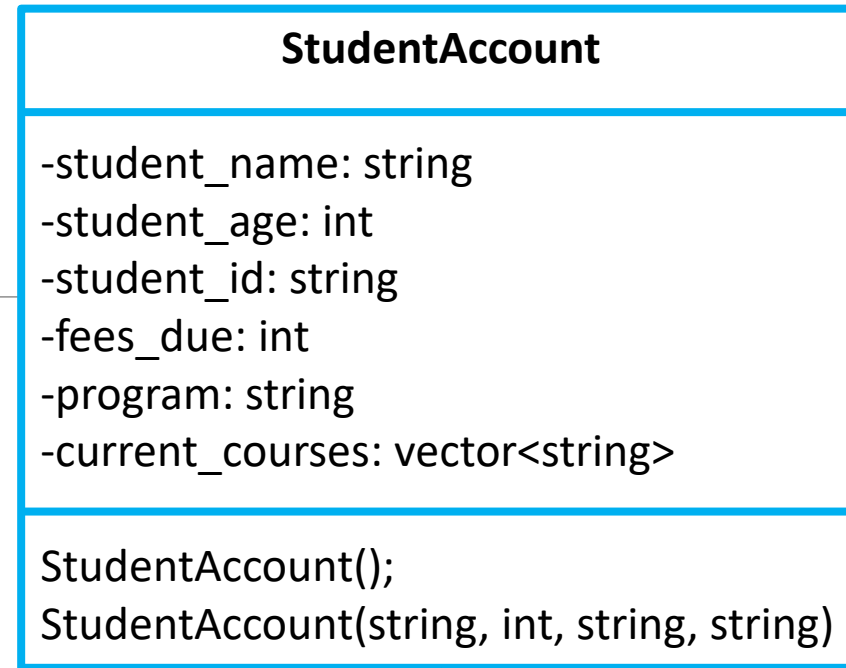 StudentAccount
-student_name: string
-student_age: int
-student_id: string
-fees_due: int
-program: string
-current_courses: vector<string>
StudentAccount();
StudentAccount(string, int, string, string)